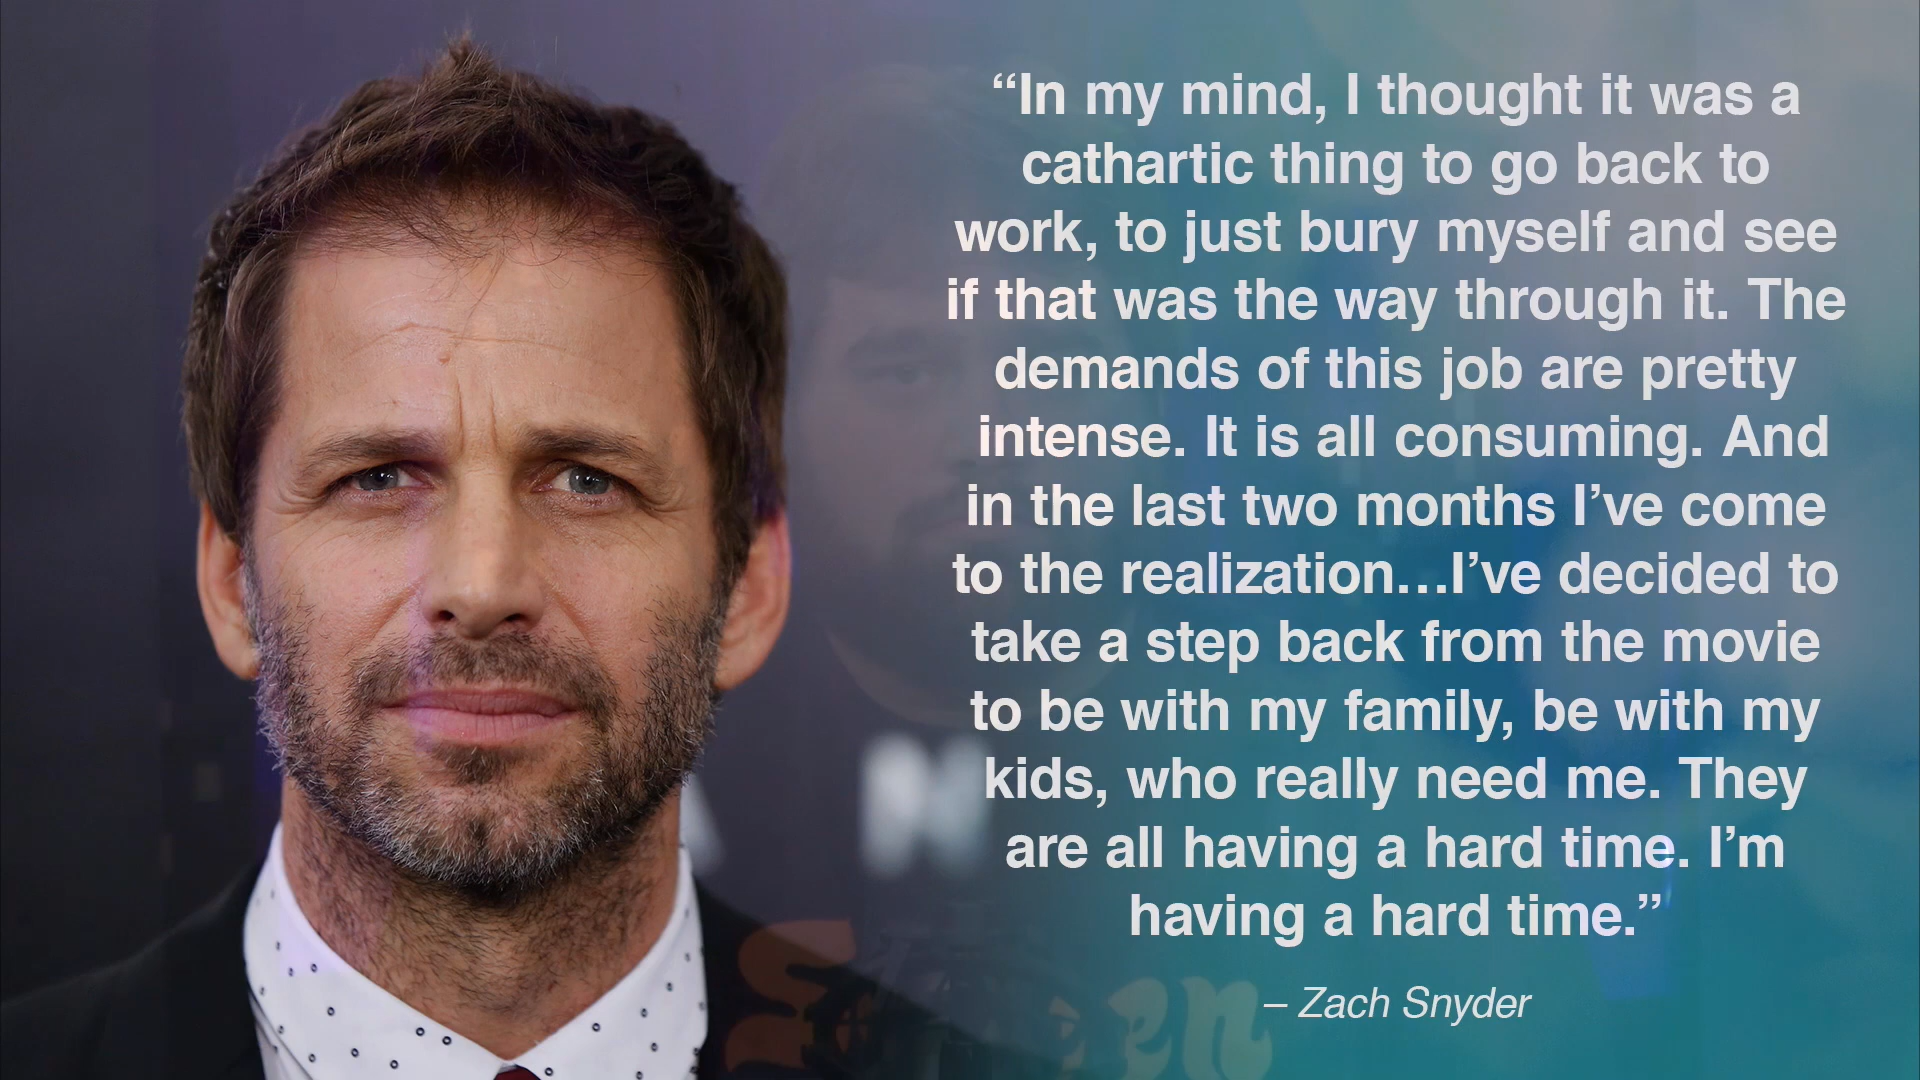 “In my mind, I thought it was a
cathartic thing to go back to
work, to just bury myself and see
if that was the way through it. The
demands of this job are pretty
intense. It is all consuming. And
in the last two months I’ve come
to the realization…I’ve decided to
take a step back from the movie
to be with my family, be with my
kids, who really need me. They
are all having a hard time. I’m
having a hard time.”
– Zach Snyder